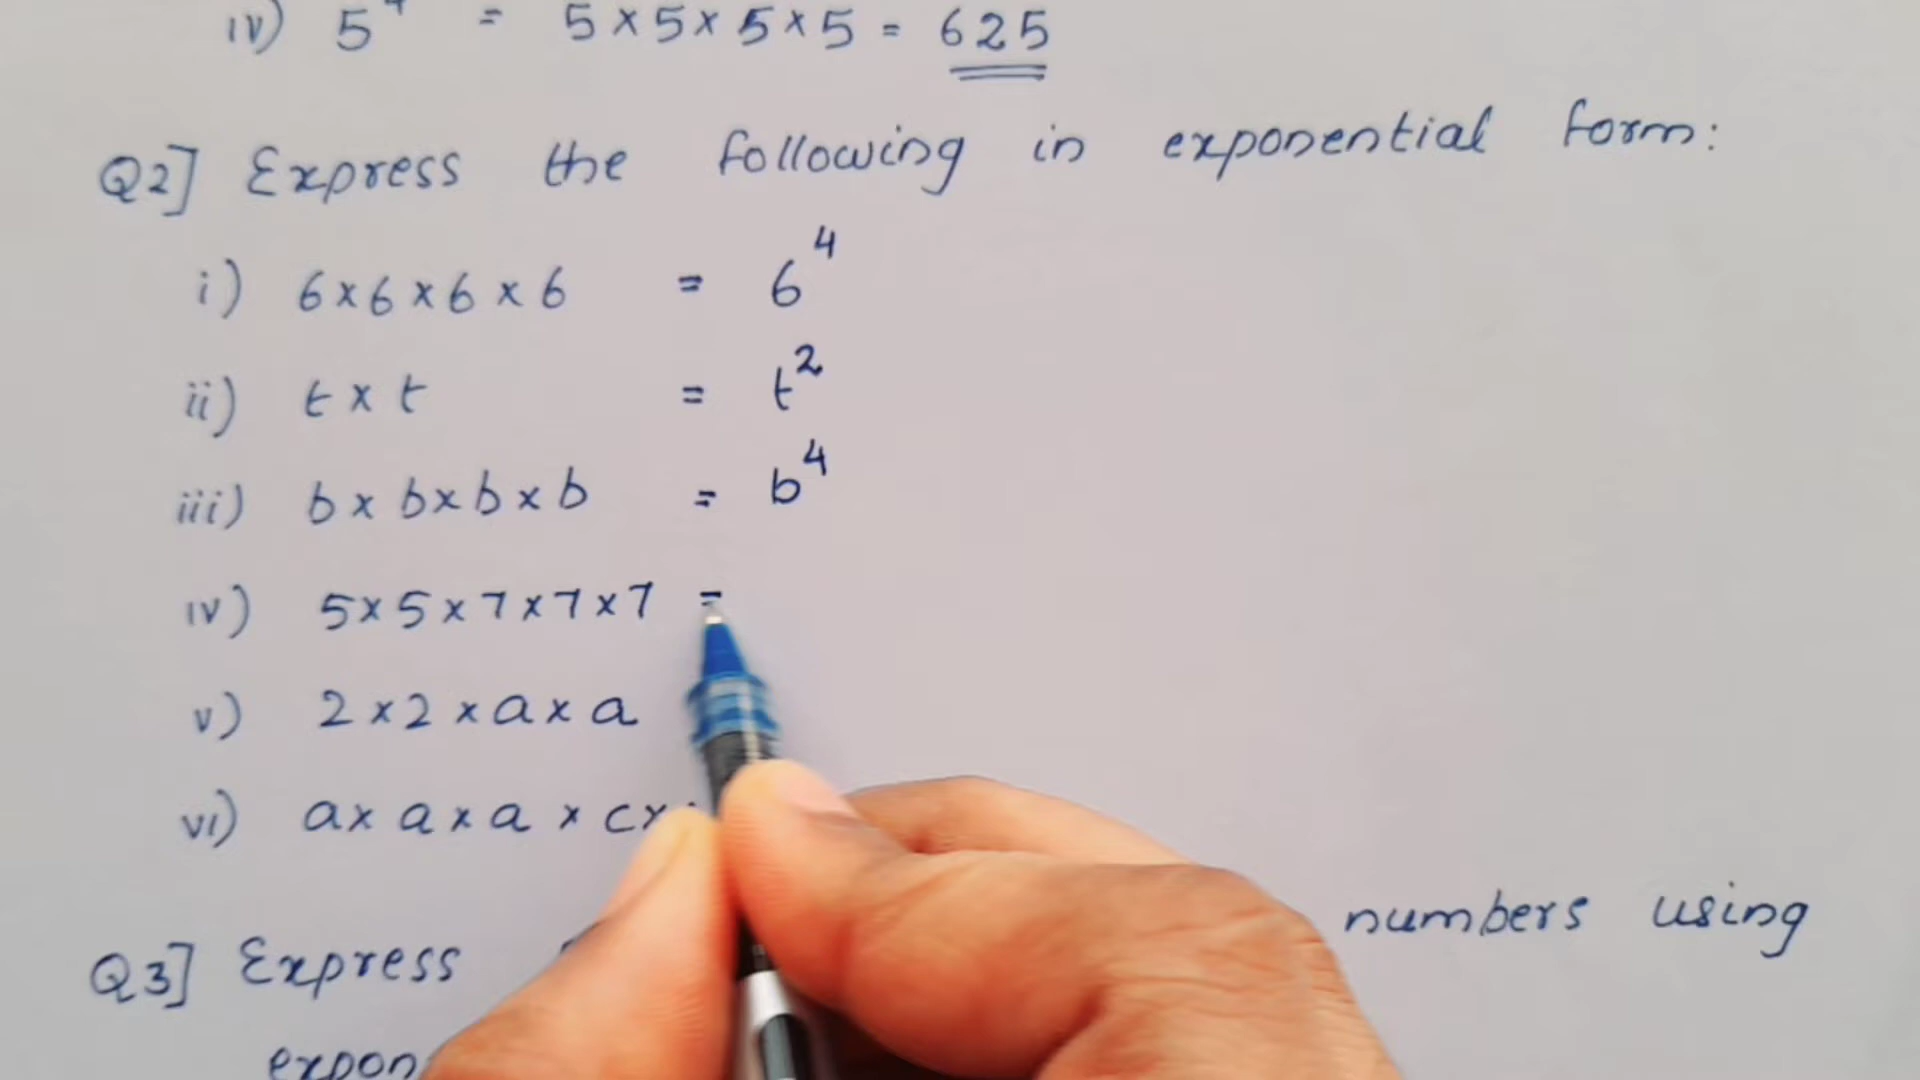 iv) 5⁴ = 5 × 5 × 5 × 5 = 625
Q2] Express the following in exponential form:
i) 6 × 6 × 6 × 6 = 6⁴
ii) t × t = t²
iii) b × b × b × b = b⁴
iv) 5 × 5 × 7 × 7 × 7 =
v) 2 × 2 × a × a
vi) a × a × a × c ×
Q3] Express numbers using